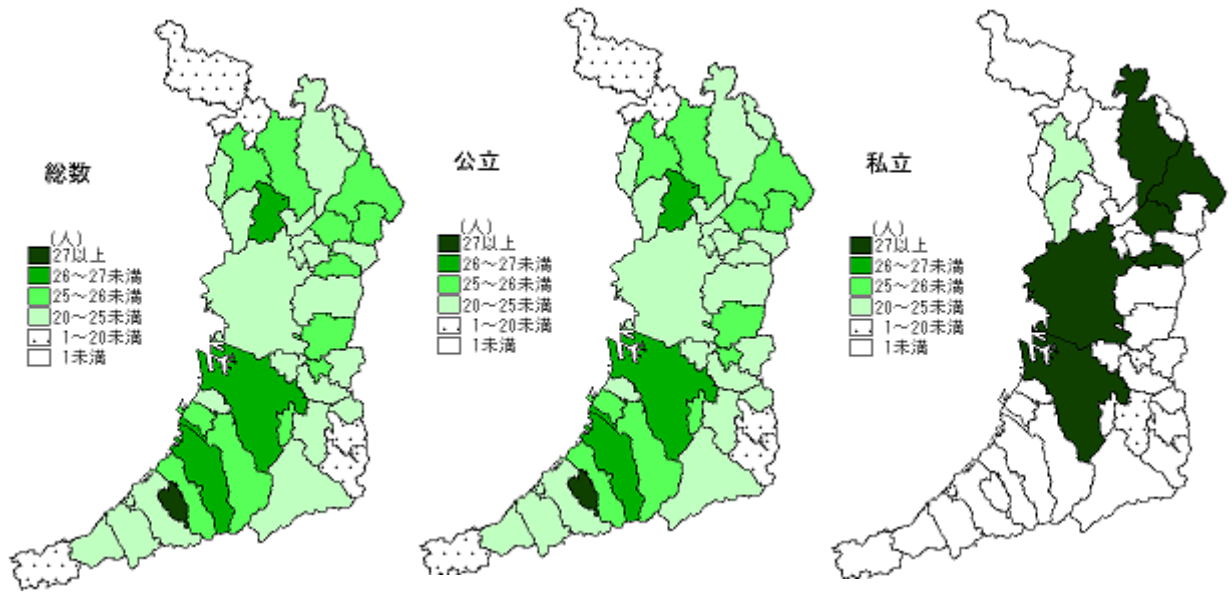 総数
(人)
27以上
26～27未満
25～26未満
20～25未満
1～20未満
1未満
公立
(人)
27以上
26～27未満
25～26未満
20～25未満
1～20未満
1未満
私立
(人)
27以上
26～27未満
25～26未満
20～25未満
1～20未満
1未満